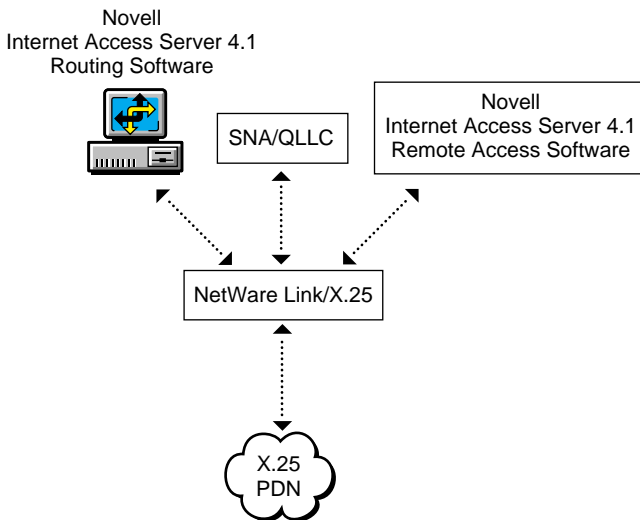 Novell
Internet Access Server 4.1
Routing Software
SNA/QLLC
Novell
Internet Access Server 4.1
Remote Access Software
NetWare Link/X.25
X.25
PDN